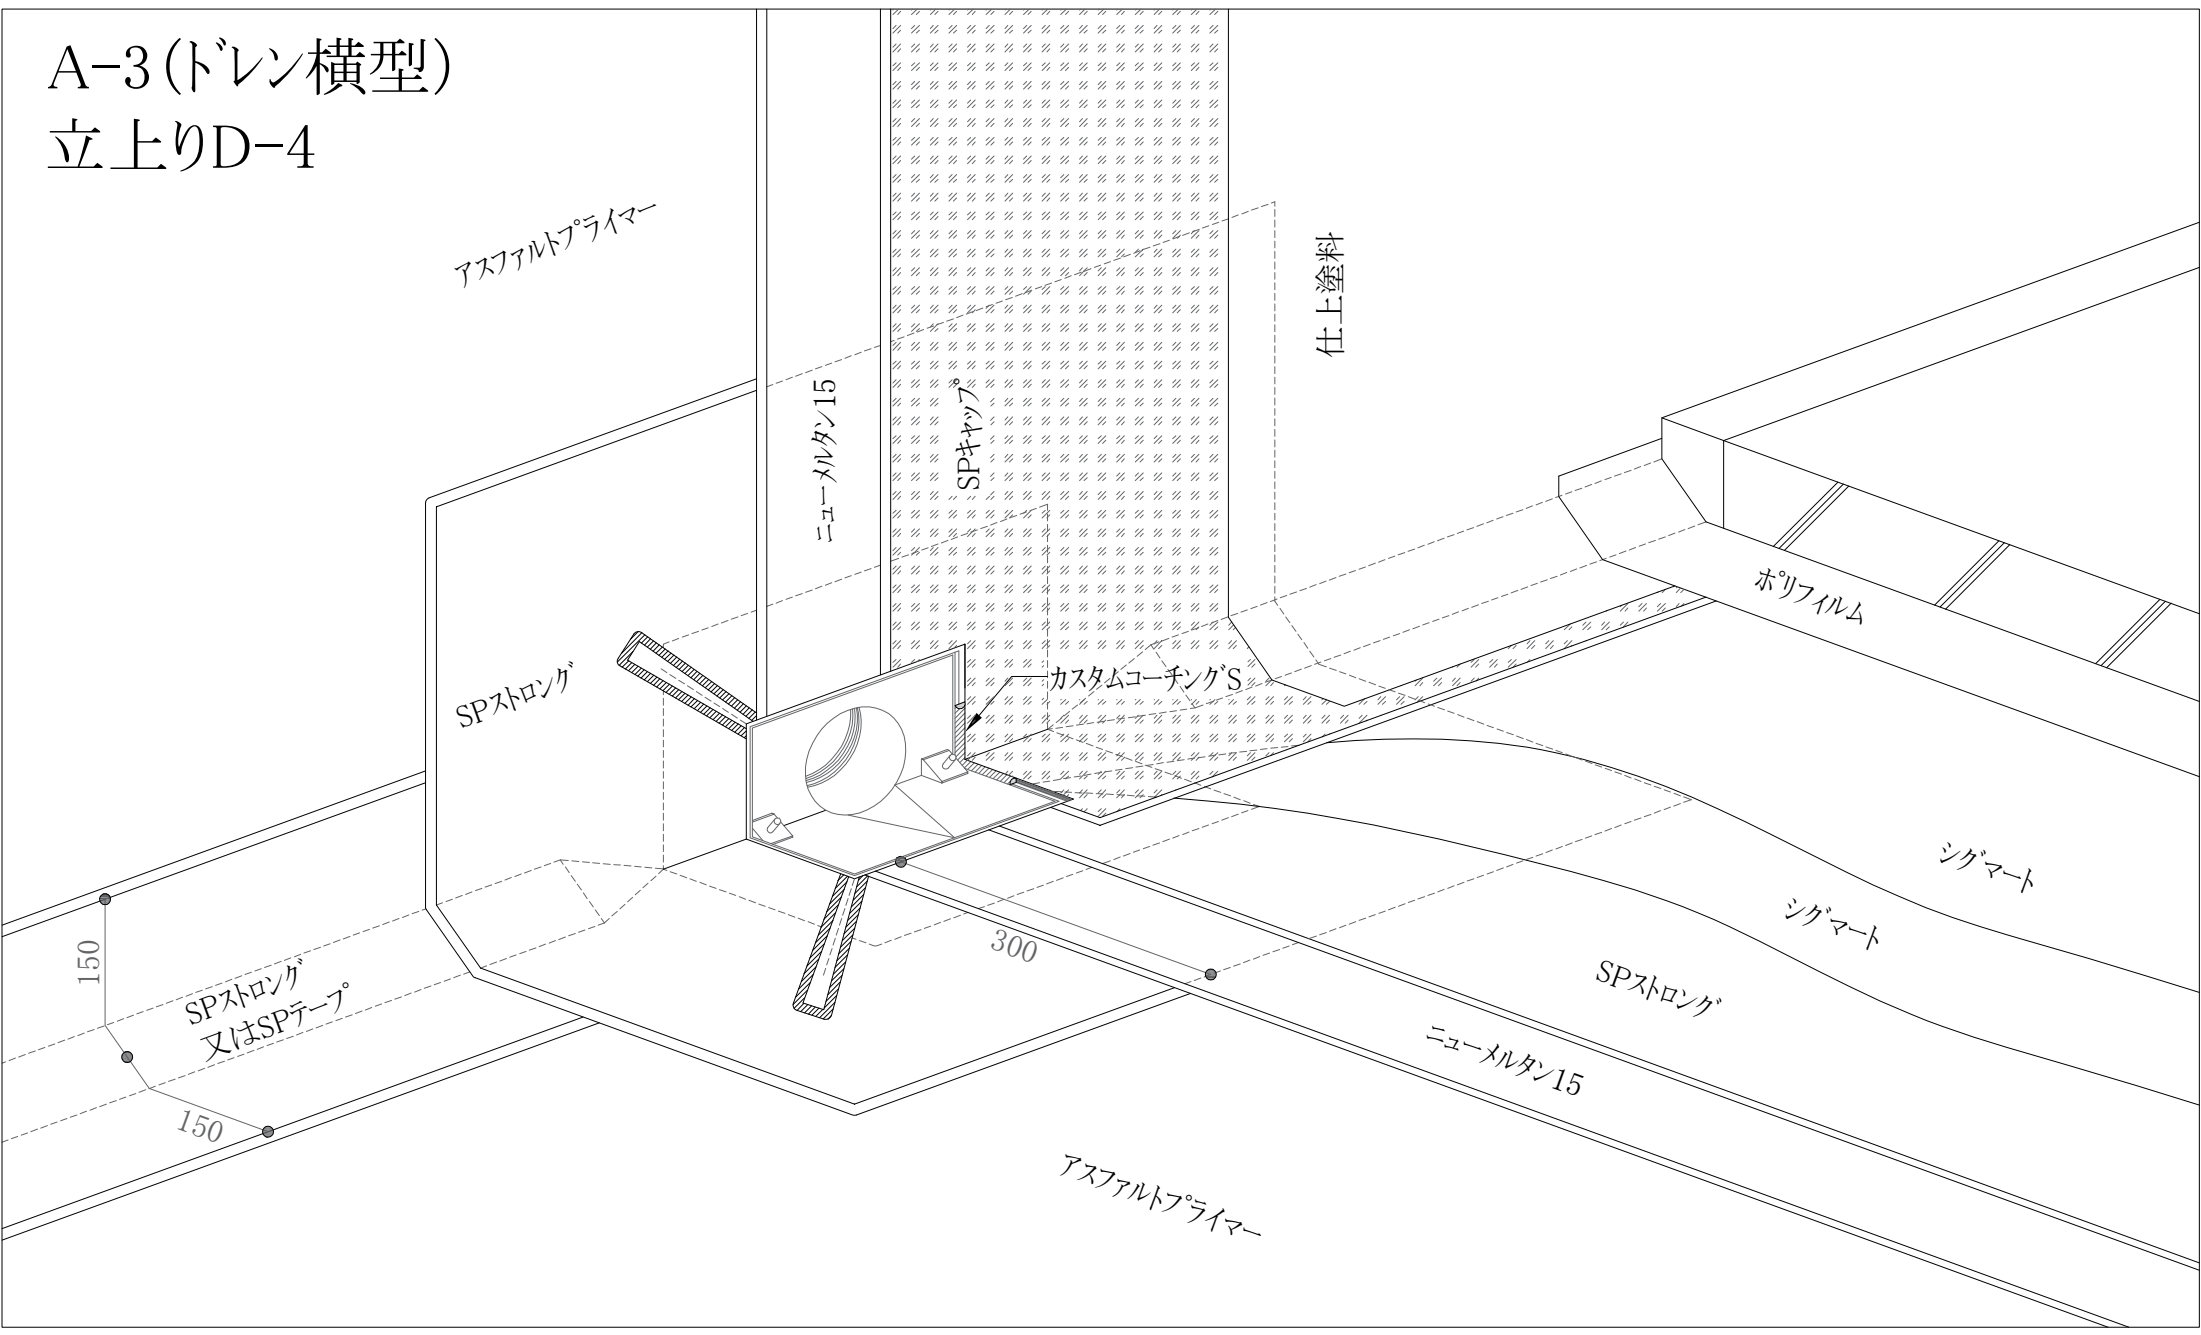 A-3(ドレン横型)
立上りD-4
アスファルトプライマー
仕上塗料
ニューメルタン15
SPキャップ
SPストロング
カスタムコーチングS
ポリフィルム
シグマート
シグマート
SPストロング
ニューメルタン15
300
150
SPストロング
又はSPテープ
150
アスファルトプライマー